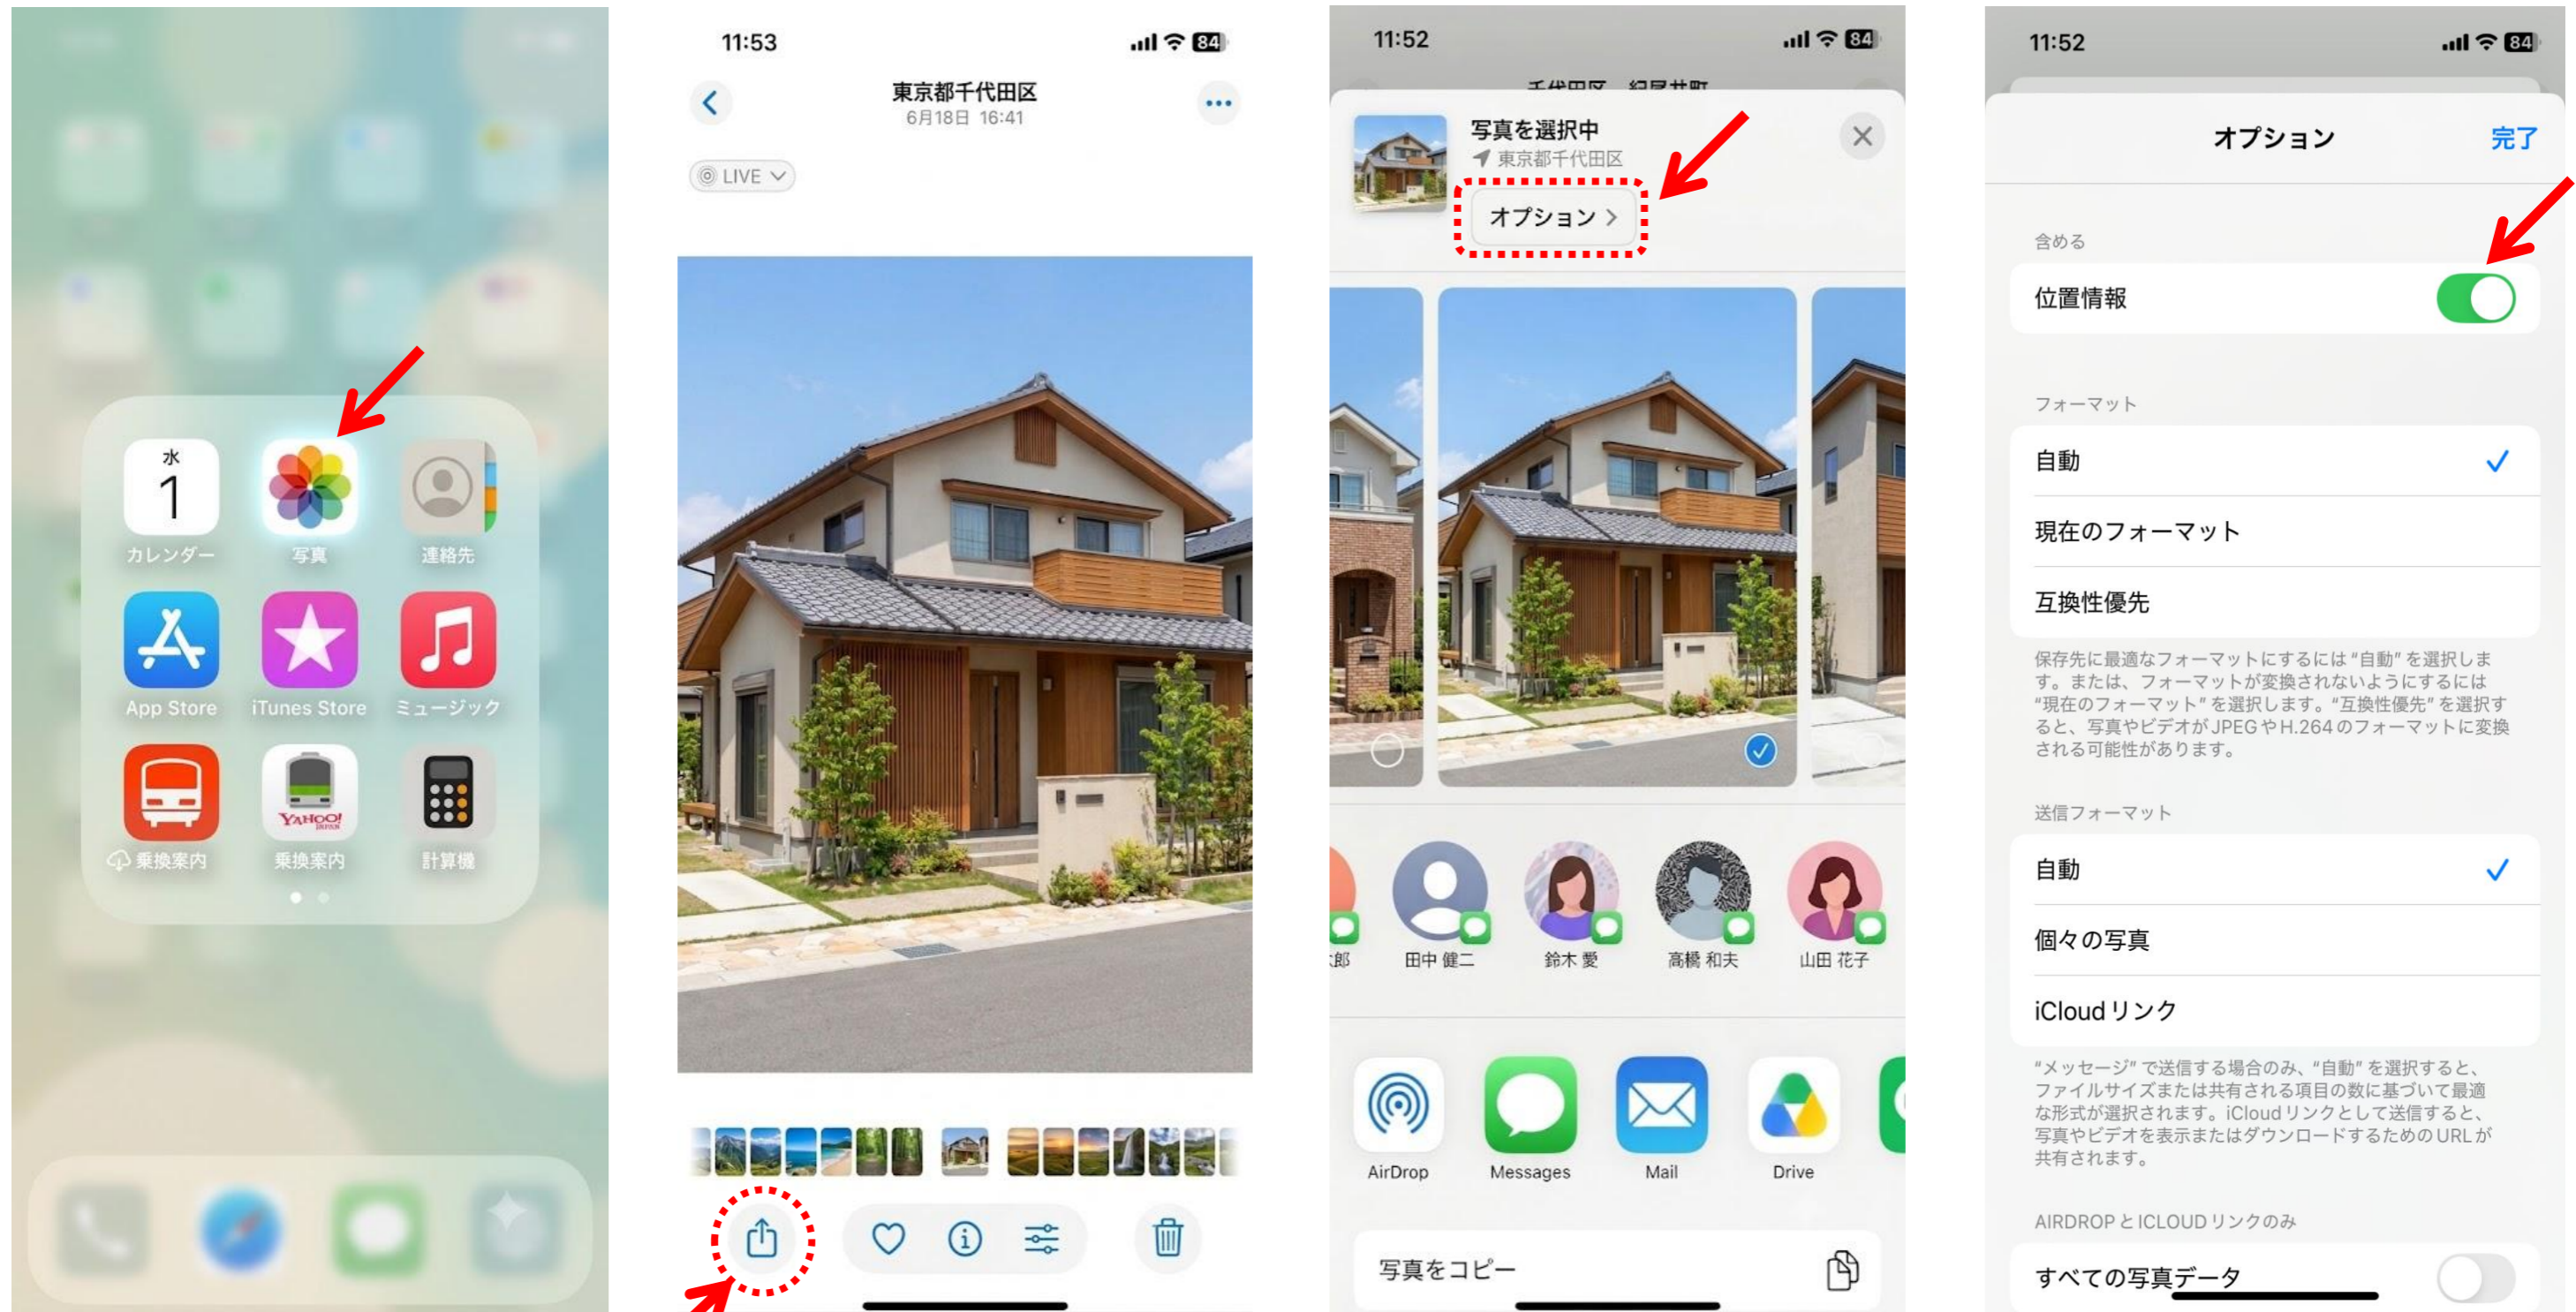 水
1
カレンダー
写真
連絡先
App Store
iTunes Store
ミュージック
YAHOO!
JAPAN
乗換案内
乗換案内
計算機
11:53
84
東京都千代田区
6月18日 16:41
LIVE
11:52
84
千代田区 紀尾井町
写真を選択中
東京都千代田区
オプション
郎
田中 健二
鈴木 愛
高橋 和夫
山田 花子
AirDrop
Messages
Mail
Drive
写真をコピー
11:52
84
オプション
完了
含める
位置情報
フォーマット
自動
現在のフォーマット
互換性優先
保存先に最適なフォーマットにするには “自動” を選択しま
す。または、フォーマットが変換されないようにするには
“現在のフォーマット” を選択します。“互換性優先” を選択す
ると、写真やビデオが JPEG や H.264 のフォーマットに変換
される可能性があります。
送信フォーマット
自動
個々の写真
iCloud リンク
“メッセージ” で送信する場合のみ、“自動” を選択すると、
ファイルサイズまたは共有される項目の数に基づいて最適
な形式が選択されます。iCloud リンクとして送信すると、
写真やビデオを表示またはダウンロードするための URL が
共有されます。
AIRDROP と ICLOUD リンクのみ
すべての写真データ